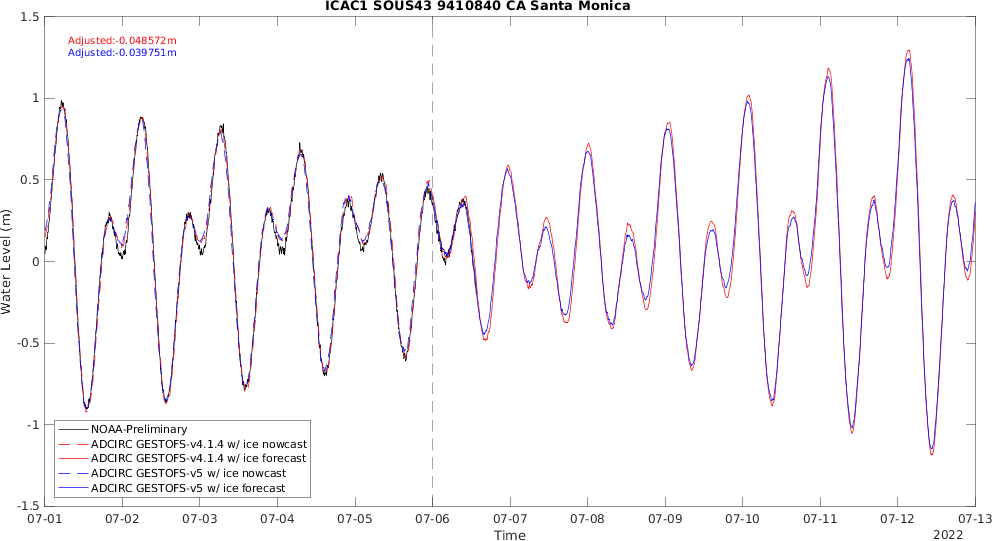 ICAC1 SOUS43 9410840 CA Santa Monica
1.5
Adjusted:-0.048572m
Adjusted:-0.039751m
1
0.5
0
-0.5
-1
-1.5
Water Level (m)
NOAA-Preliminary
ADCIRC GESTOFS-v4.1.4 w/ ice nowcast
ADCIRC GESTOFS-v4.1.4 w/ ice forecast
ADCIRC GESTOFS-v5 w/ ice nowcast
ADCIRC GESTOFS-v5 w/ ice forecast
07-01 07-02 07-03 07-04 07-05 07-06 07-07 07-08 07-09 07-10 07-11 07-12 07-13
Time
2022